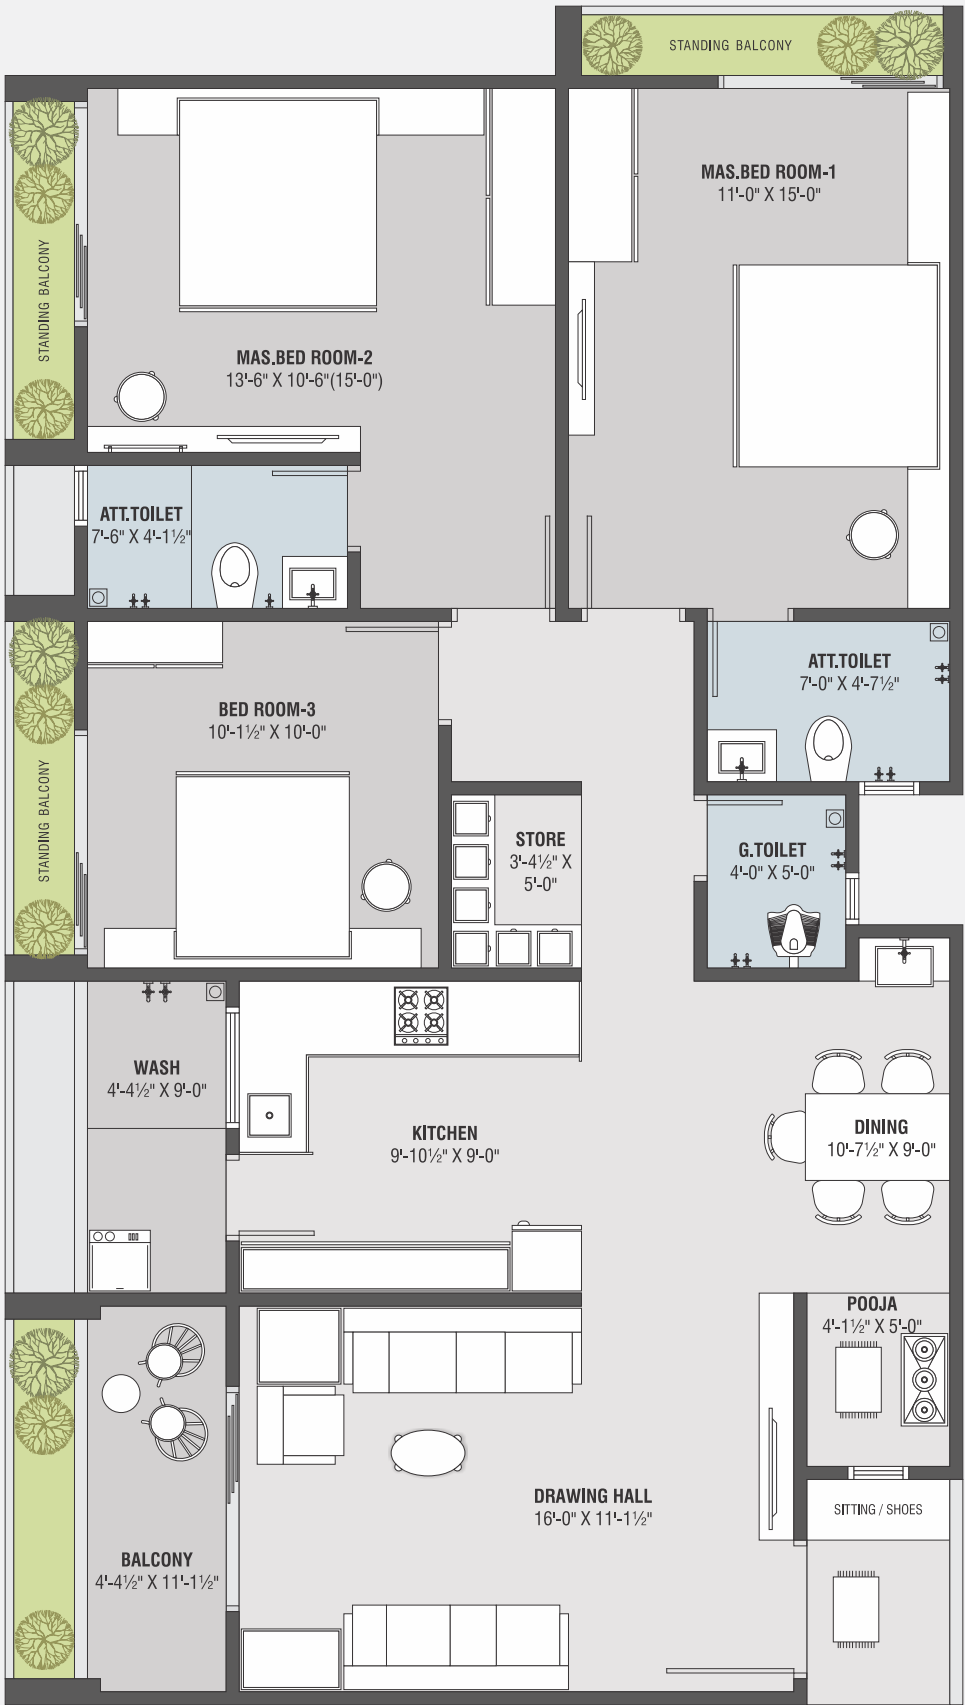 STANDING BALCONY
MAS.BED ROOM-1
11'-0" X 15'-0"
STANDING BALCONY
MAS.BED ROOM-2
13'-6" X 10'-6"(15'-0")
ATT.TOILET
7'-6" X 4'-1½"
ATT.TOILET
7'-0" X 4'-7½"
BED ROOM-3
10'-1½" X 10'-0"
STANDING BALCONY
STORE
3'-4½" X
5'-0"
G.TOILET
4'-0" X 5'-0"
WASH
4'-4½" X 9'-0"
KITCHEN
9'-10½" X 9'-0"
DINING
10'-7½" X 9'-0"
POOJA
4'-1½" X 5'-0"
DRAWING HALL
16'-0" X 11'-1½"
SITTING / SHOES
BALCONY
4'-4½" X 11'-1½"